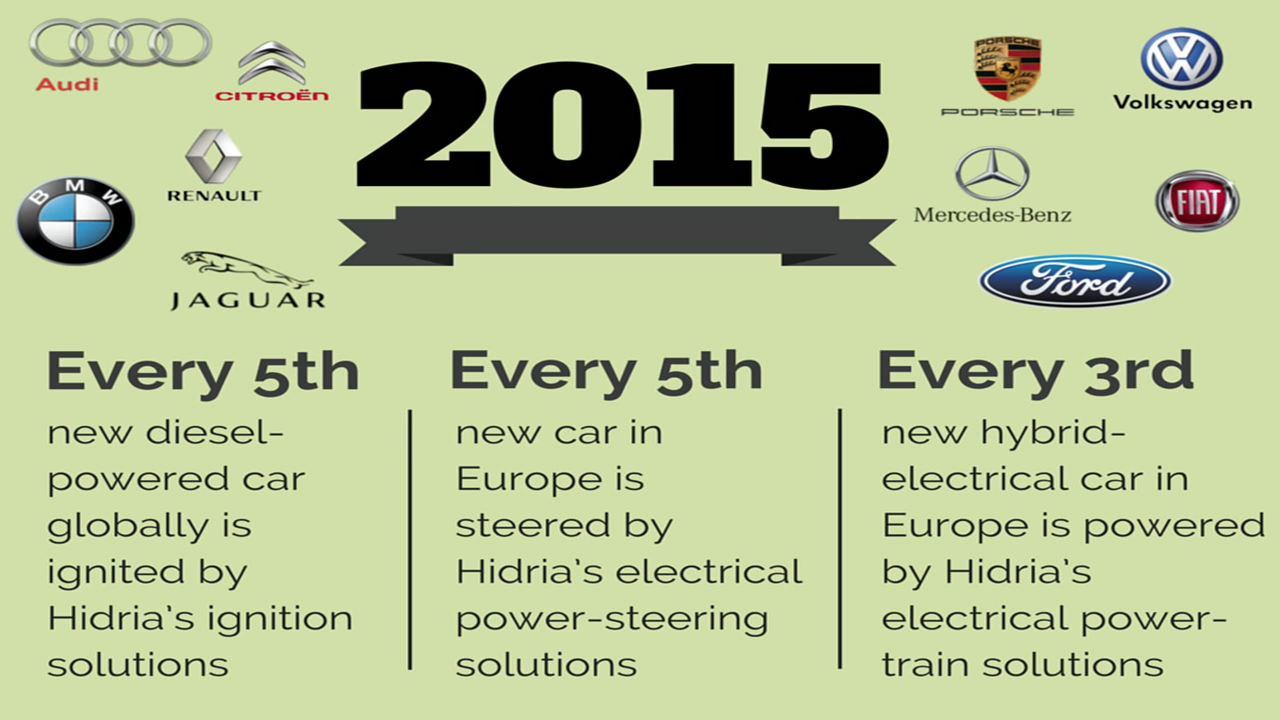 Audi
CITROËN
2015
PORSCHE
PORSCHE
Volkswagen
RENAULT
BMW
Mercedes-Benz
FIAT
JAGUAR
Ford
Every 5th
new diesel-
powered car
globally is
ignited by
Hidria's ignition
solutions
Every 5th
new car in
Europe is
steered by
Hidria's electrical
power-steering
solutions
Every 3rd
new hybrid-
electrical car in
Europe is powered
by Hidria's
electrical power-
train solutions